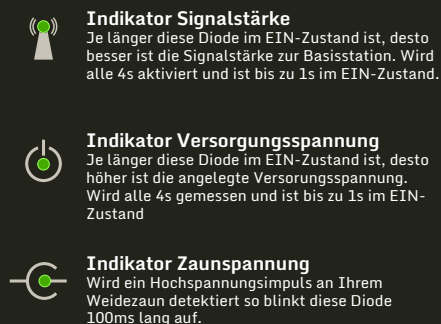 Indikator Signalstärke
Je länger diese Diode im EIN-Zustand ist, desto
besser ist die Signalstärke zur Basisstation. Wird
alle 4s aktiviert und ist bis zu 1s im EIN-Zustand.
Indikator Versorgungsspannung
Je länger diese Diode im EIN-Zustand ist, desto
höher ist die angelegte Versorungsspannung.
Wird alle 4s gemessen und ist bis zu 1s im EIN-
Zustand
Indikator Zaunspannung
Wird ein Hochspannungsimpuls an Ihrem
Weidezaun detektiert so blinkt diese Diode
100ms lang auf.